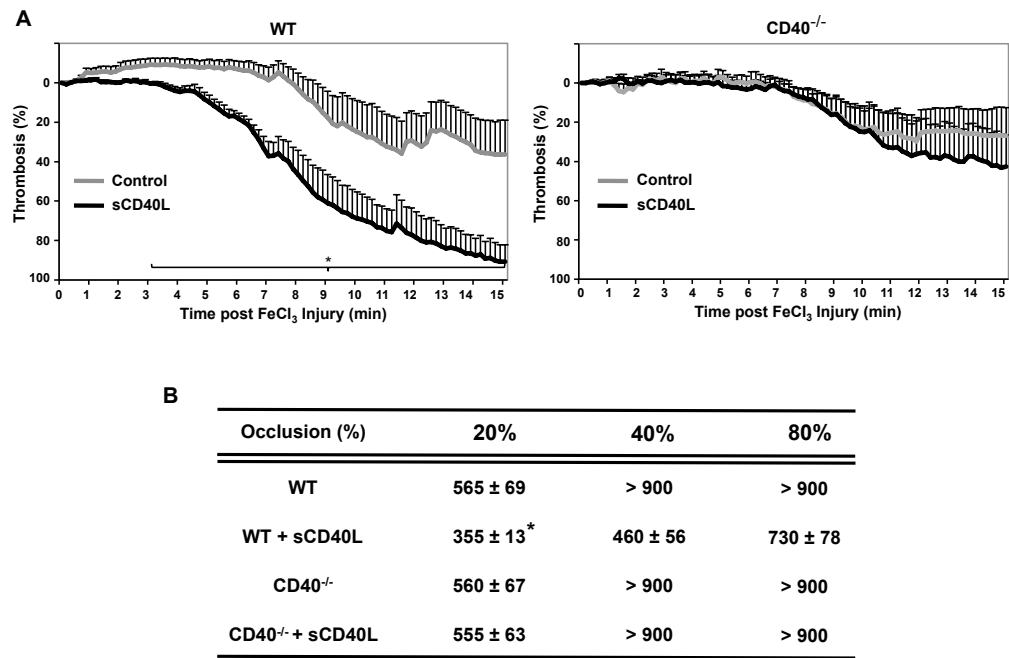 A
WT
Thrombosis (%)
0
20
40
60
80
100
Control
sCD40L
*
0 1 2 3 4 5 6 7 8 9 10 11 12 13 14 15
Time post FeCl₃ Injury (min)
CD40⁻/⁻
Thrombosis (%)
0
20
40
60
80
100
Control
sCD40L
0 1 2 3 4 5 6 7 8 9 10 11 12 13 14 15
Time post FeCl₃ Injury (min)
B
Occlusion (%) 20% 40% 80%
WT 565 ± 69 > 900 > 900
WT + sCD40L 355 ± 13* 460 ± 56 730 ± 78
CD40⁻/⁻ 560 ± 67 > 900 > 900
CD40⁻/⁻ + sCD40L 555 ± 63 > 900 > 900